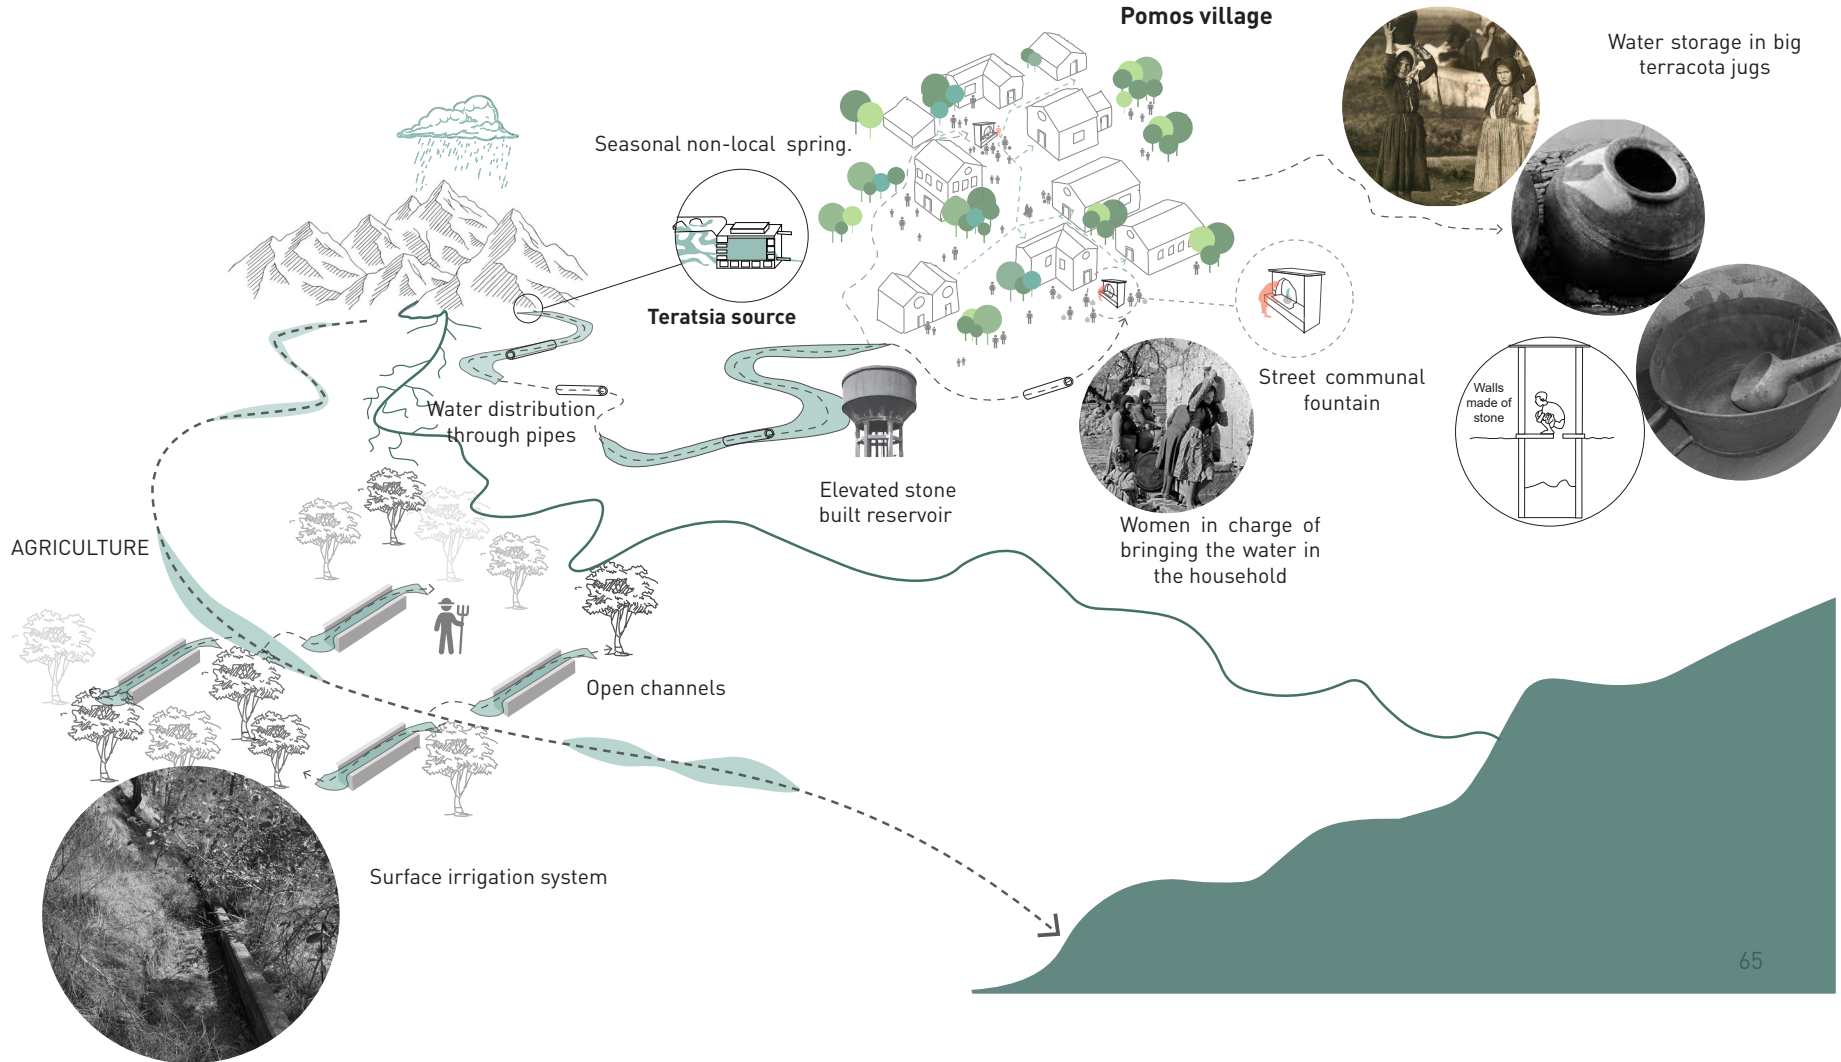 Pomos village
Water storage in big
terracota jugs
Seasonal non-local spring.
Teratsia source
Street communal
fountain
Walls
made of
stone
Water distribution
through pipes
Elevated stone
built reservoir
Women in charge of
bringing the water in
the household
AGRICULTURE
Open channels
Surface irrigation system
65